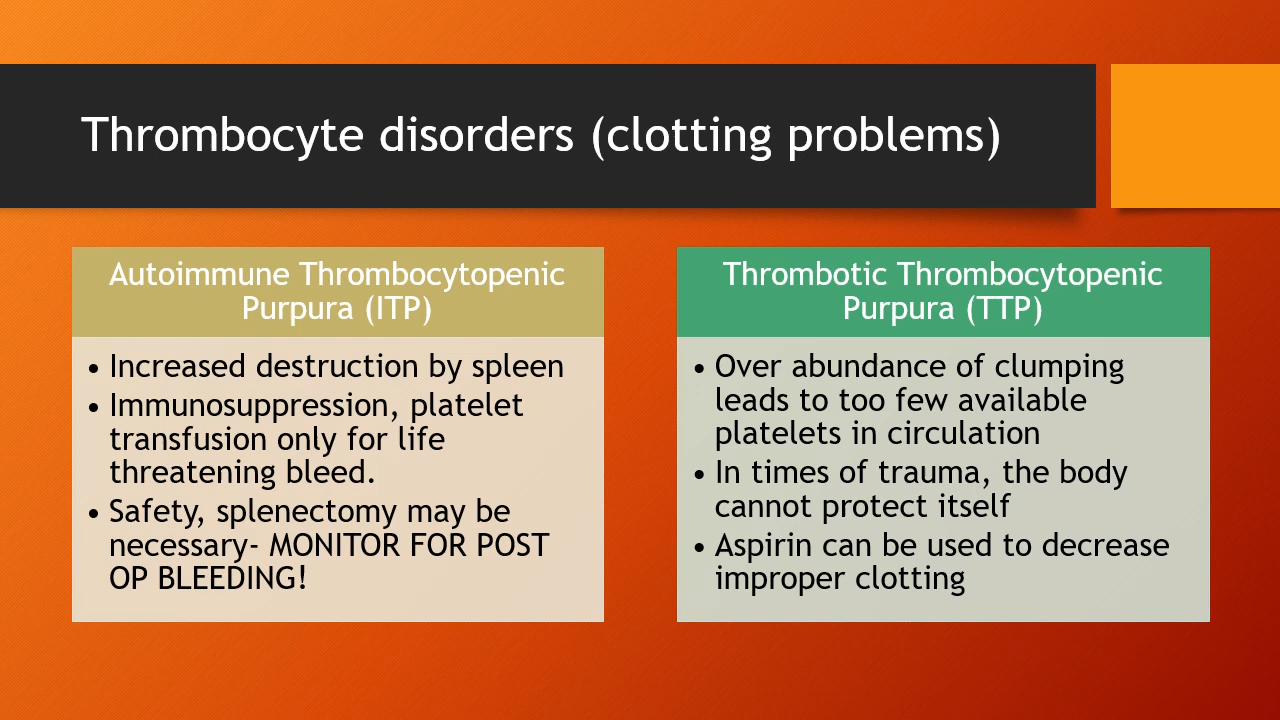 Thrombocyte disorders (clotting problems)
Autoimmune Thrombocytopenic
Purpura (ITP)
• Increased destruction by spleen
• Immunosuppression, platelet
transfusion only for life
threatening bleed.
• Safety, splenectomy may be
necessary- MONITOR FOR POST
OP BLEEDING!
Thrombotic Thrombocytopenic
Purpura (TTP)
• Over abundance of clumping
leads to too few available
platelets in circulation
• In times of trauma, the body
cannot protect itself
• Aspirin can be used to decrease
improper clotting